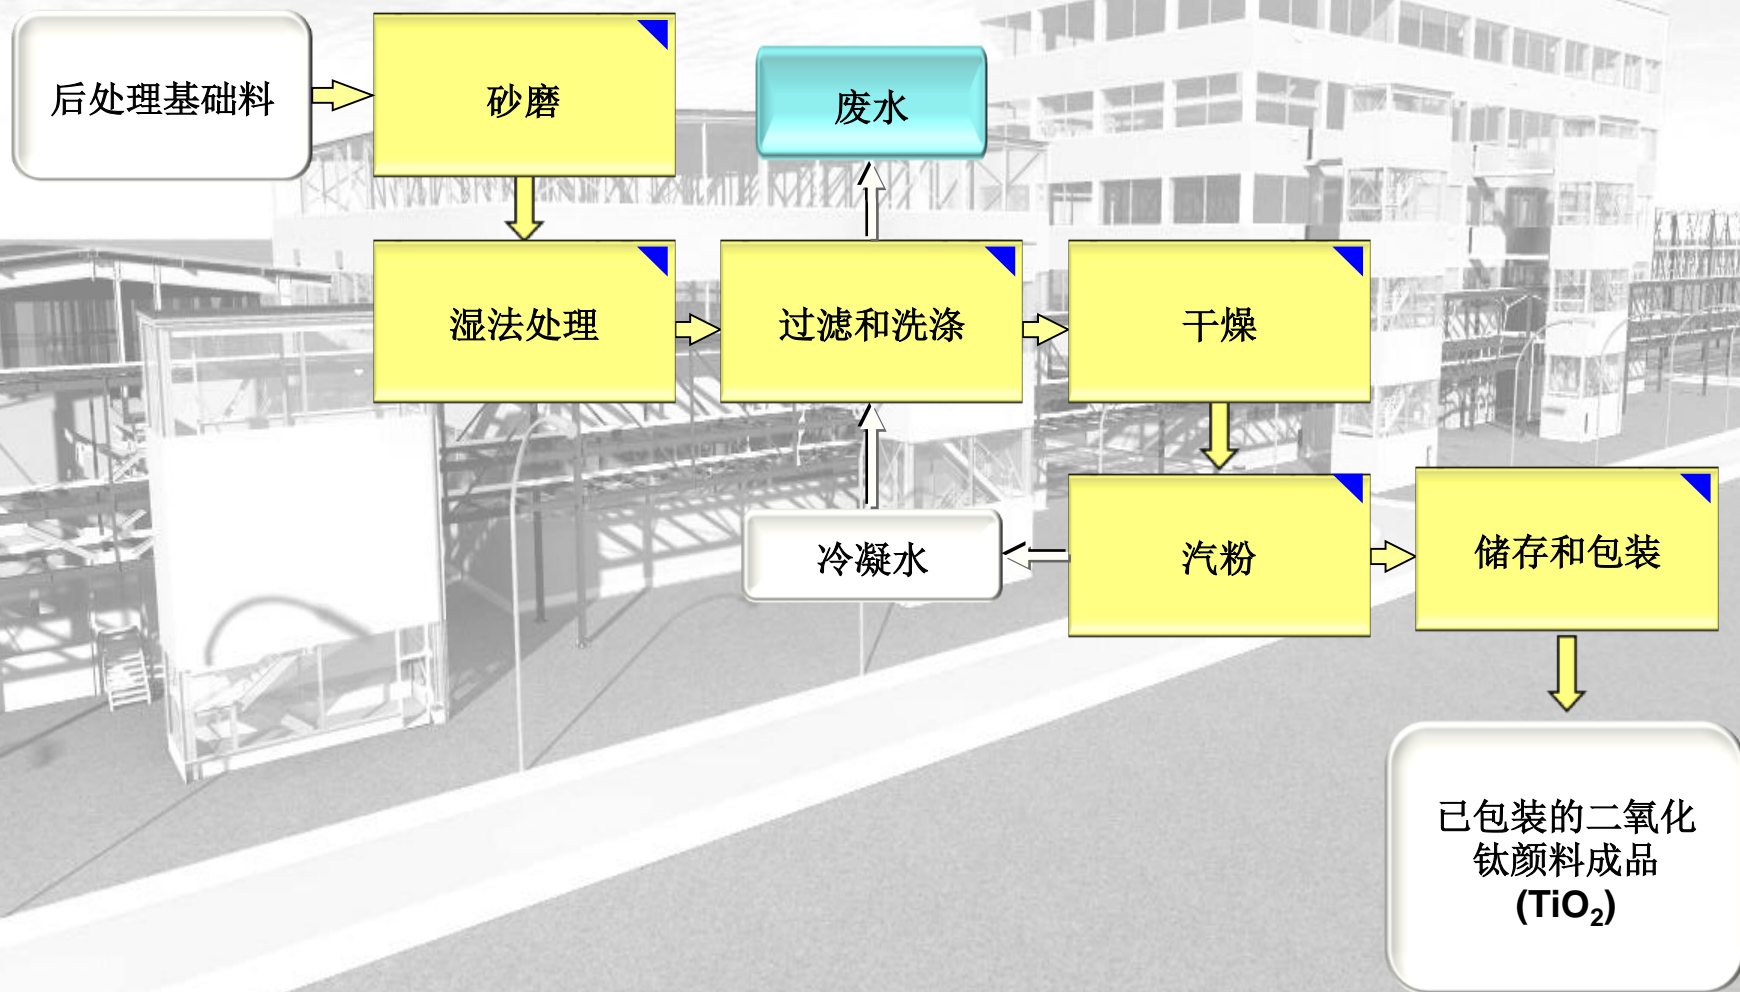 后处理基础料
砂磨
废水
湿法处理
过滤和洗涤
干燥
冷凝水
汽粉
储存和包装
已包装的二氧化
钛颜料成品
(TiO₂)